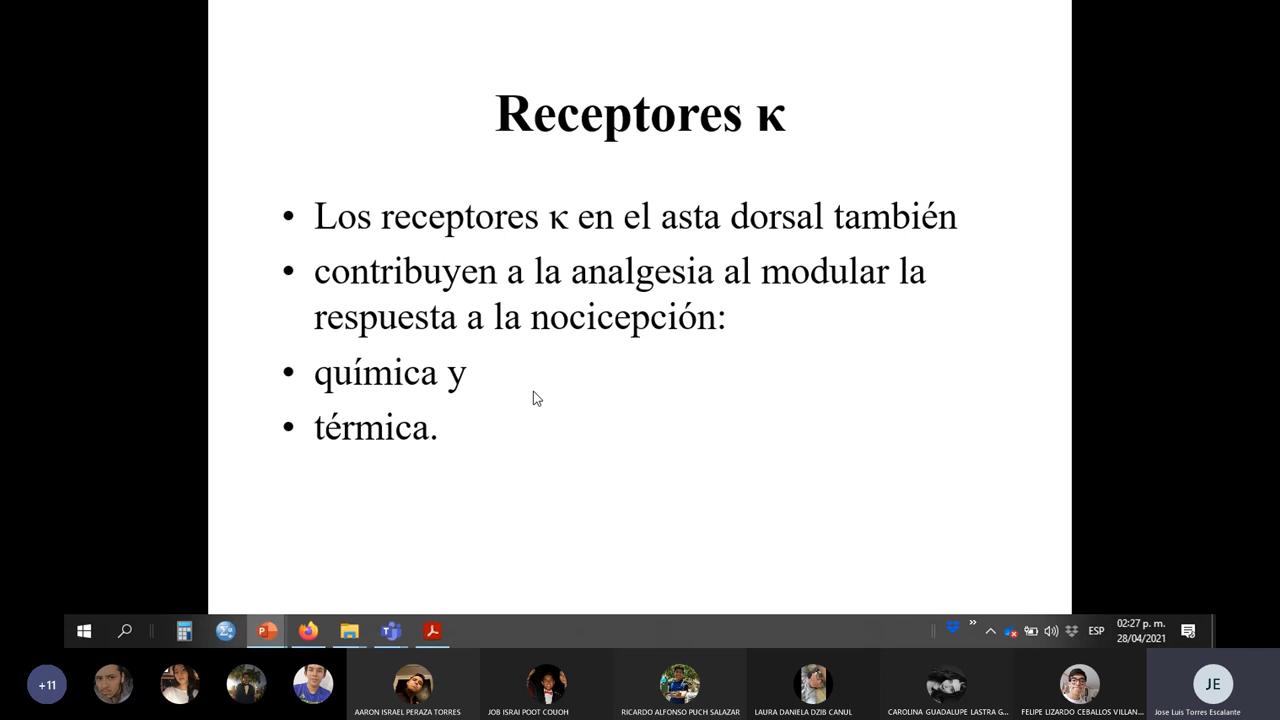 Receptores κ
• Los receptores κ en el asta dorsal también
• contribuyen a la analgesia al modular la
respuesta a la nocicepción:
• química y
• térmica.
ESP
02:27 p. m.
28/04/2021
+11
AARON ISRAEL PERAZA TORRES
JOB ISRAI POOT COUOH
RICARDO ALFONSO PUCH SALAZAR
LAURA DANIELA DZIB CANUL
CAROLINA GUADALUPE LASTRA G...
FELIPE LIZARDO CEBALLOS VILLAN...
JE
Jose Luis Torres Escalante